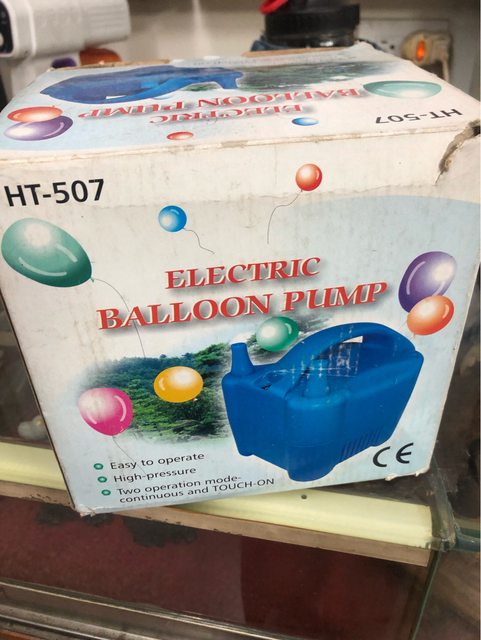 ELECTRIC
BALLOON PUMP
HT-507
HT-507
ELECTRIC
BALLOON PUMP
Easy to operate
High-pressure
Two operation mode-
continuous and TOUCH-ON
CE